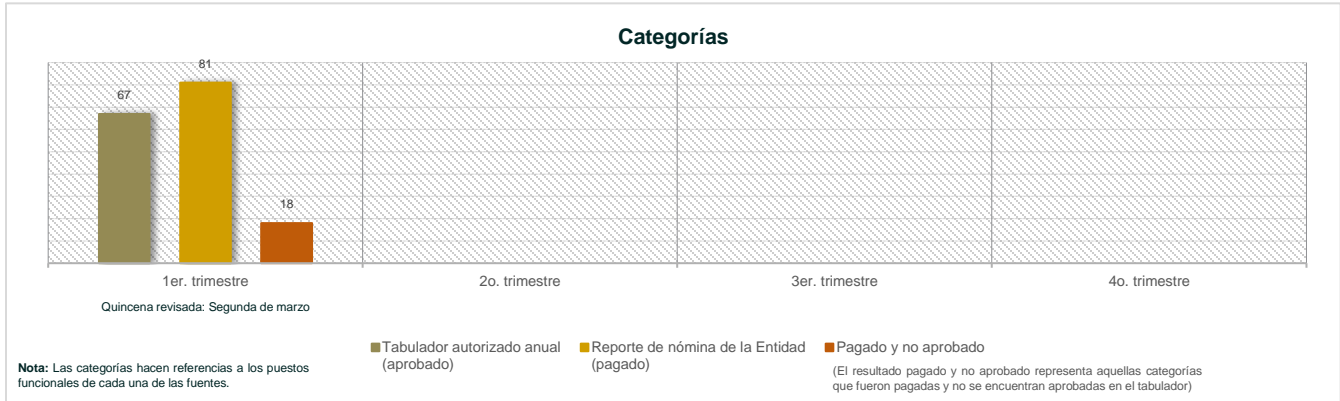 Categorías
81
67
18
1er. trimestre
2o. trimestre
3er. trimestre
4o. trimestre
Quincena revisada: Segunda de marzo
Tabulador autorizado anual
(aprobado)
Reporte de nómina de la Entidad
(pagado)
Pagado y no aprobado
(El resultado pagado y no aprobado representa aquellas categorías
que fueron pagadas y no se encuentran aprobadas en el tabulador)
Nota: Las categorías hacen referencias a los puestos
funcionales de cada una de las fuentes.